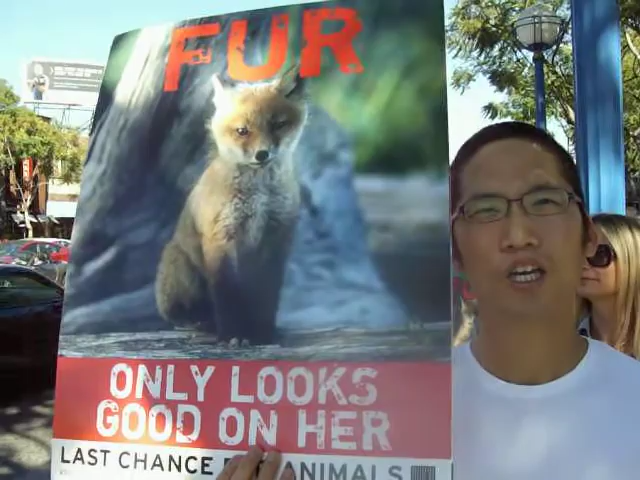 FUR
ONLY LOOKS
GOOD ON HER
LAST CHANCE ANIMALS